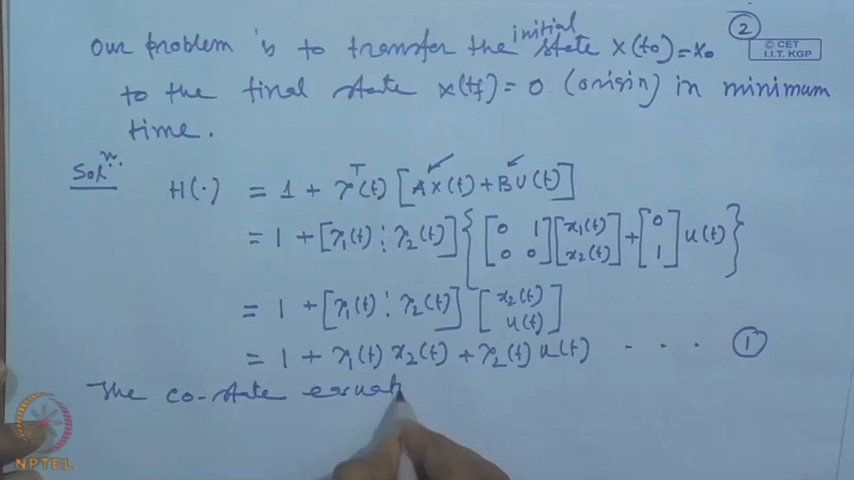 ②
© CET
I.I.T. KGP
Our problem is to transfer the initial state X(t0) = X0
to the final state X(tf) = 0 (origin) in minimum
time.
Solⁿ:
H(·) = 1 + λᵀ(t) [A X(t) + B U(t)]
= 1 + [λ1(t) ⋮ λ2(t)] { [0 1; 0 0] [x1(t); x2(t)] + [0; 1] u(t) }
= 1 + [λ1(t) ⋮ λ2(t)] [x2(t); u(t)]
= 1 + λ1(t) x2(t) + λ2(t) u(t) - - - ①
The co-state equat
NPTEL